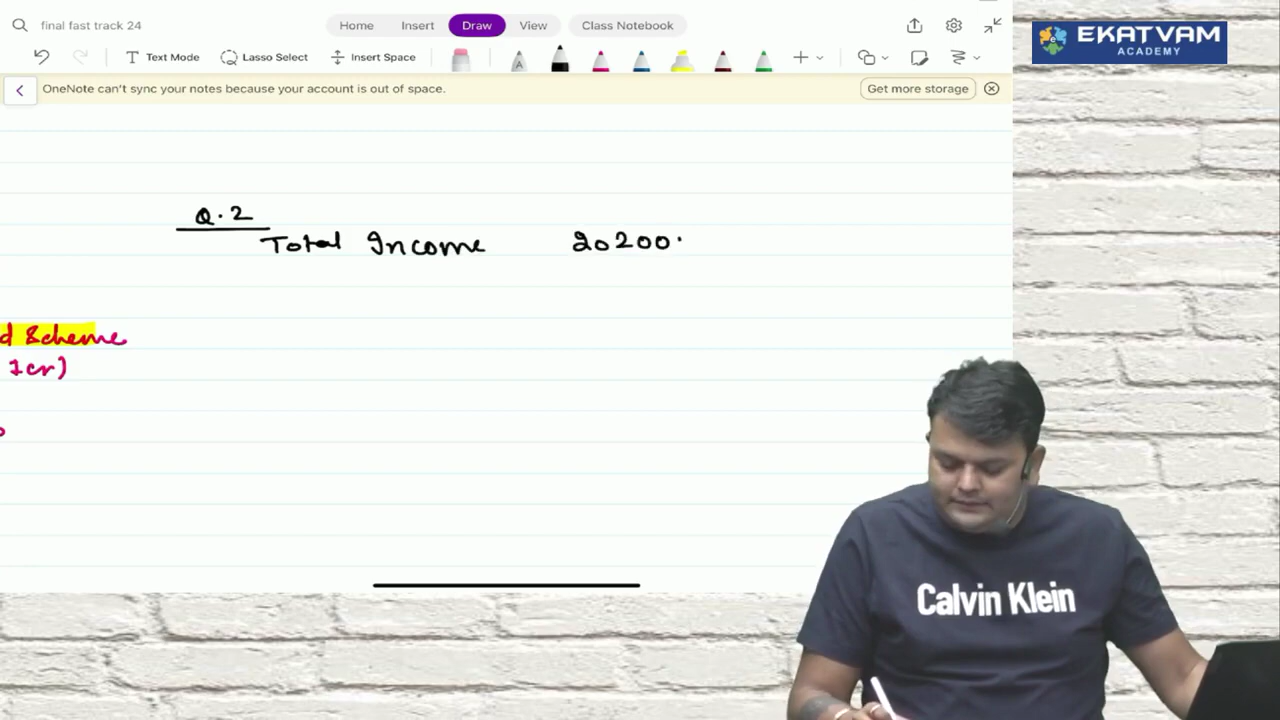 final fast track 24
Home Insert Draw View Class Notebook
Text Mode Lasso Select Insert Space
OneNote can't sync your notes because your account is out of space. Get more storage
EKATVAM
ACADEMY
Q.2
Total Income 20200
d Scheme
1cr)
Calvin Klein